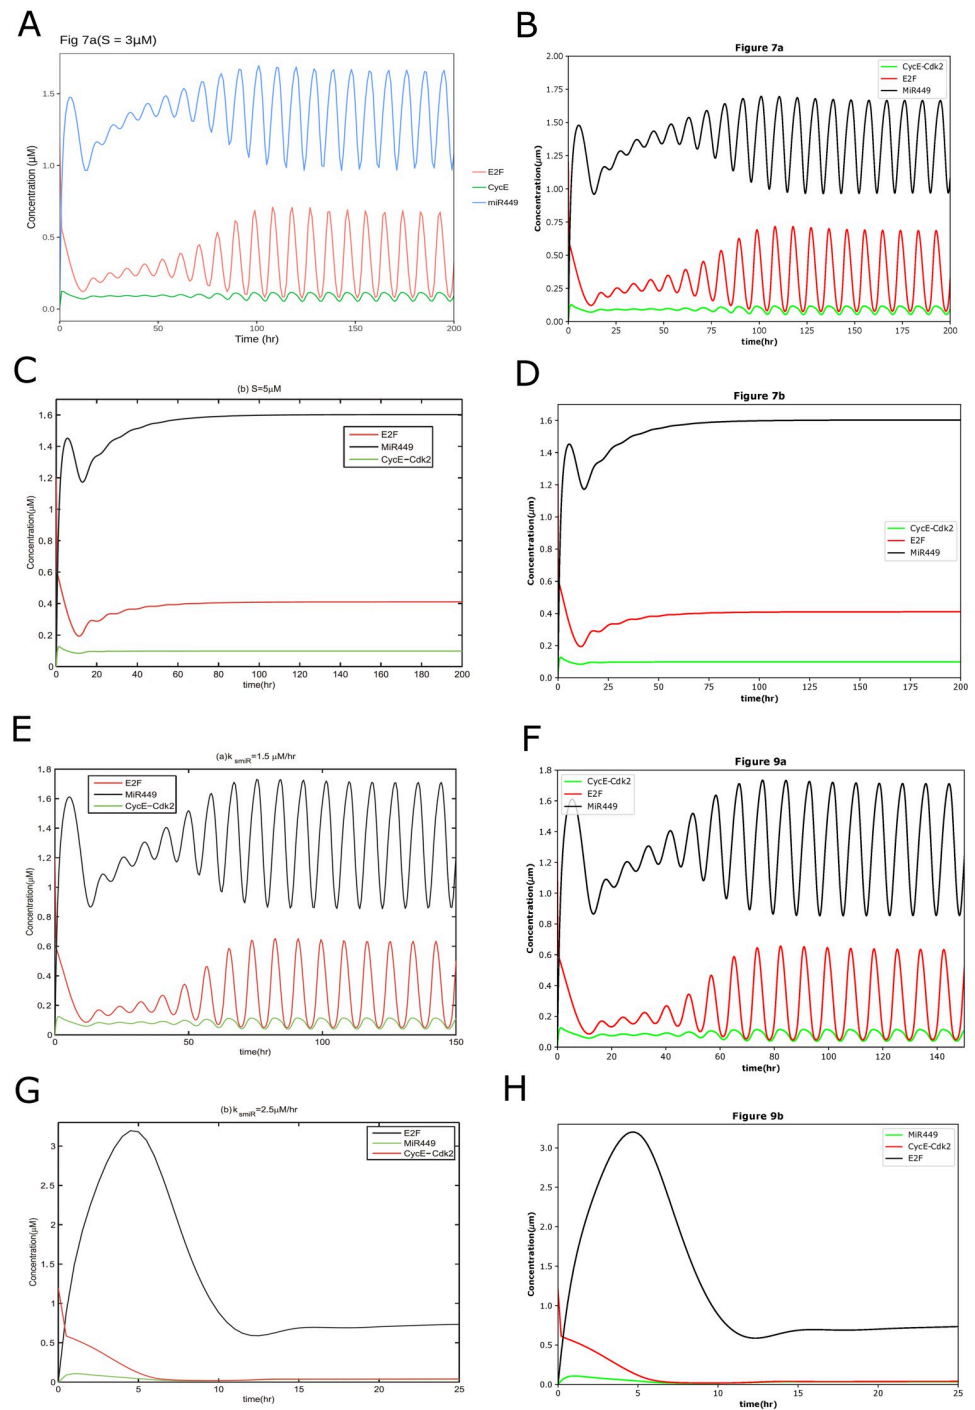 A
Fig 7a(S = 3μM)
Concentration (μM)
1.5
1.0
0.5
0.0
0
50
100
150
200
Time (hr)
E2F
CycE
miR449
B
Figure 7a
Concentration(μm)
2.00
1.75
1.50
1.25
1.00
0.75
0.50
0.25
0.00
0
25
50
75
100
125
150
175
200
time(hr)
CycE-Cdk2
E2F
MiR449
C
(b) S=5μM
Concentration(μM)
1.6
1.4
1.2
1
0.8
0.6
0.4
0.2
0
0
20
40
60
80
100
120
140
160
180
200
time(hr)
E2F
MiR449
CycE−Cdk2
D
Figure 7b
Concentration(μm)
1.6
1.4
1.2
1.0
0.8
0.6
0.4
0.2
0.0
0
25
50
75
100
125
150
175
200
time(hr)
CycE-Cdk2
E2F
MiR449
E
(a)k smiR=1.5 μM/hr
Concentration(μM)
1.8
1.6
1.4
1.2
1
0.8
0.6
0.4
0.2
0
0
50
100
150
time(hr)
E2F
MiR449
CycE−Cdk2
F
Figure 9a
Concentration(μm)
1.8
1.6
1.4
1.2
1.0
0.8
0.6
0.4
0.2
0.0
0
20
40
60
80
100
120
140
time(hr)
CycE-Cdk2
E2F
MiR449
G
(b) k smiR=2.5μM/hr
Concentration(μM)
3
2.5
2
1.5
1
0.5
0
0
5
10
15
20
25
time(hr)
E2F
MiR449
CycE−Cdk2
H
Figure 9b
Concentration(μm)
3.0
2.5
2.0
1.5
1.0
0.5
0.0
0
5
10
15
20
25
time(hr)
MiR449
CycE-Cdk2
E2F